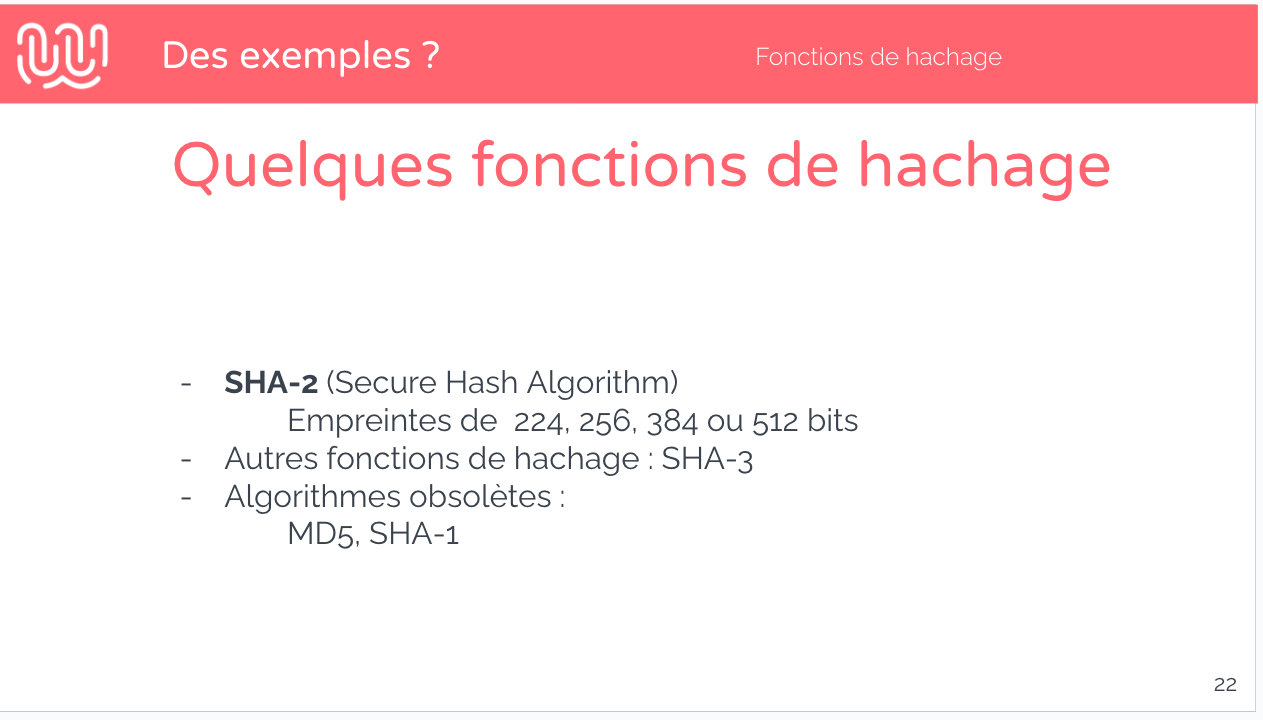 Des exemples ?
Fonctions de hachage
Quelques fonctions de hachage
- SHA-2 (Secure Hash Algorithm)
Empreintes de  224, 256, 384 ou 512 bits
- Autres fonctions de hachage : SHA-3
- Algorithmes obsolètes :
MD5, SHA-1
22